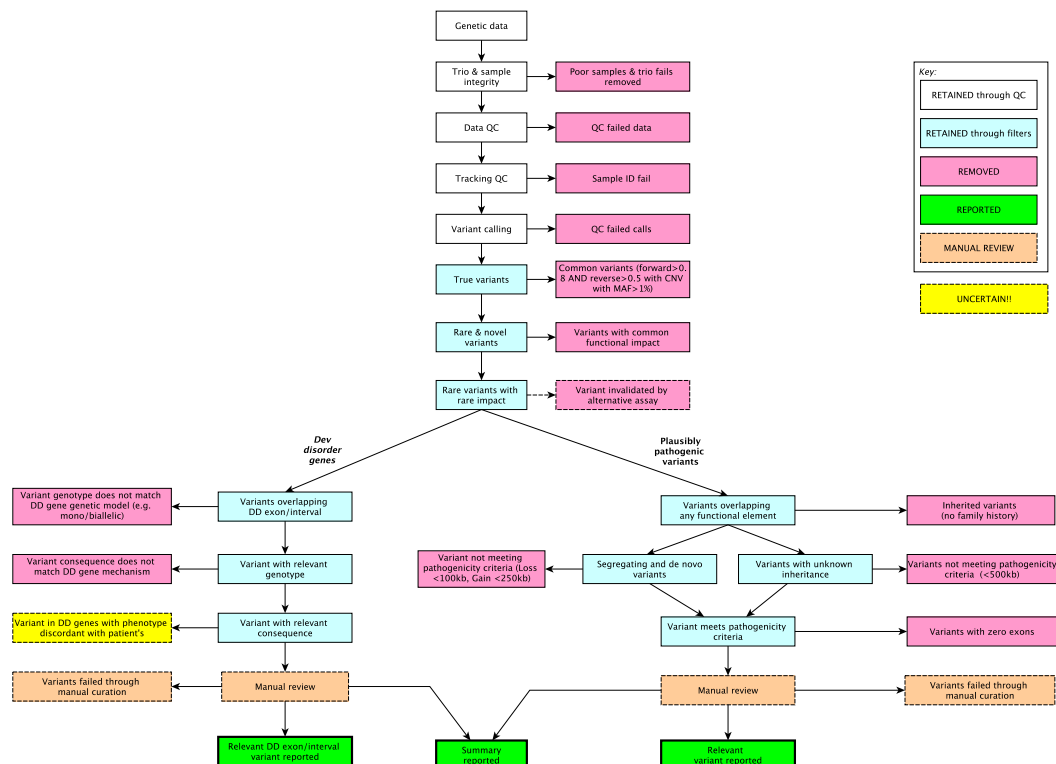 Genetic data
Trio & sample
integrity
Poor samples & trio fails
removed
Data QC
QC failed data
Tracking QC
Sample ID fail
Variant calling
QC failed calls
True variants
Common variants (forward>0.
8 AND reverse>0.5 with CNV
with MAF>1%)
Rare & novel
variants
Variants with common
functional impact
Rare variants with
rare impact
Variant invalidated by
alternative assay
Key:
RETAINED through QC
RETAINED through filters
REMOVED
REPORTED
MANUAL REVIEW
UNCERTAIN!!
Dev
disorder
genes
Plausibly
pathogenic
variants
Variant genotype does not match
DD gene genetic model (e.g.
mono/biallelic)
Variants overlapping
DD exon/interval
Variant consequence does not
match DD gene mechanism
Variant with relevant
genotype
Variant in DD genes with phenotype
discordant with patient's
Variant with relevant
consequence
Variants failed through
manual curation
Manual review
Relevant DD exon/interval
variant reported
Summary
reported
Variants overlapping
any functional element
Inherited variants
(no family history)
Variant not meeting
pathogenicity criteria (Loss
<100kb, Gain <250kb)
Segregating and de novo
variants
Variants with unknown
inheritance
Variants not meeting pathogenicity
criteria (<500kb)
Variant meets pathogenicity
criteria
Variants with zero exons
Manual review
Variants failed through
manual curation
Relevant
variant reported